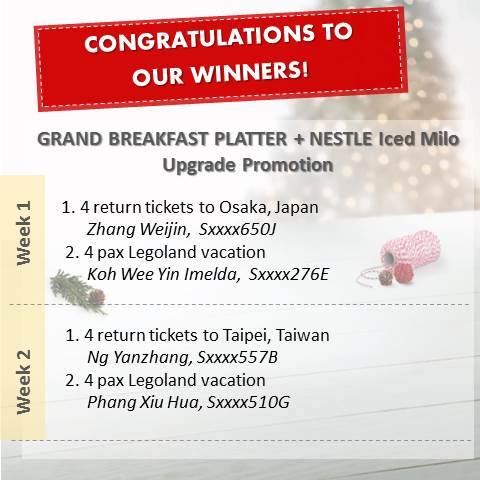 CONGRATULATIONS TO
OUR WINNERS!
GRAND BREAKFAST PLATTER + NESTLE Iced Milo
Upgrade Promotion
Week 1
1. 4 return tickets to Osaka, Japan
Zhang Weijin, Sxxxx650J
2. 4 pax Legoland vacation
Koh Wee Yin Imelda, Sxxxx276E
Week 2
1. 4 return tickets to Taipei, Taiwan
Ng Yanzhang, Sxxxx557B
2. 4 pax Legoland vacation
Phang Xiu Hua, Sxxxx510G